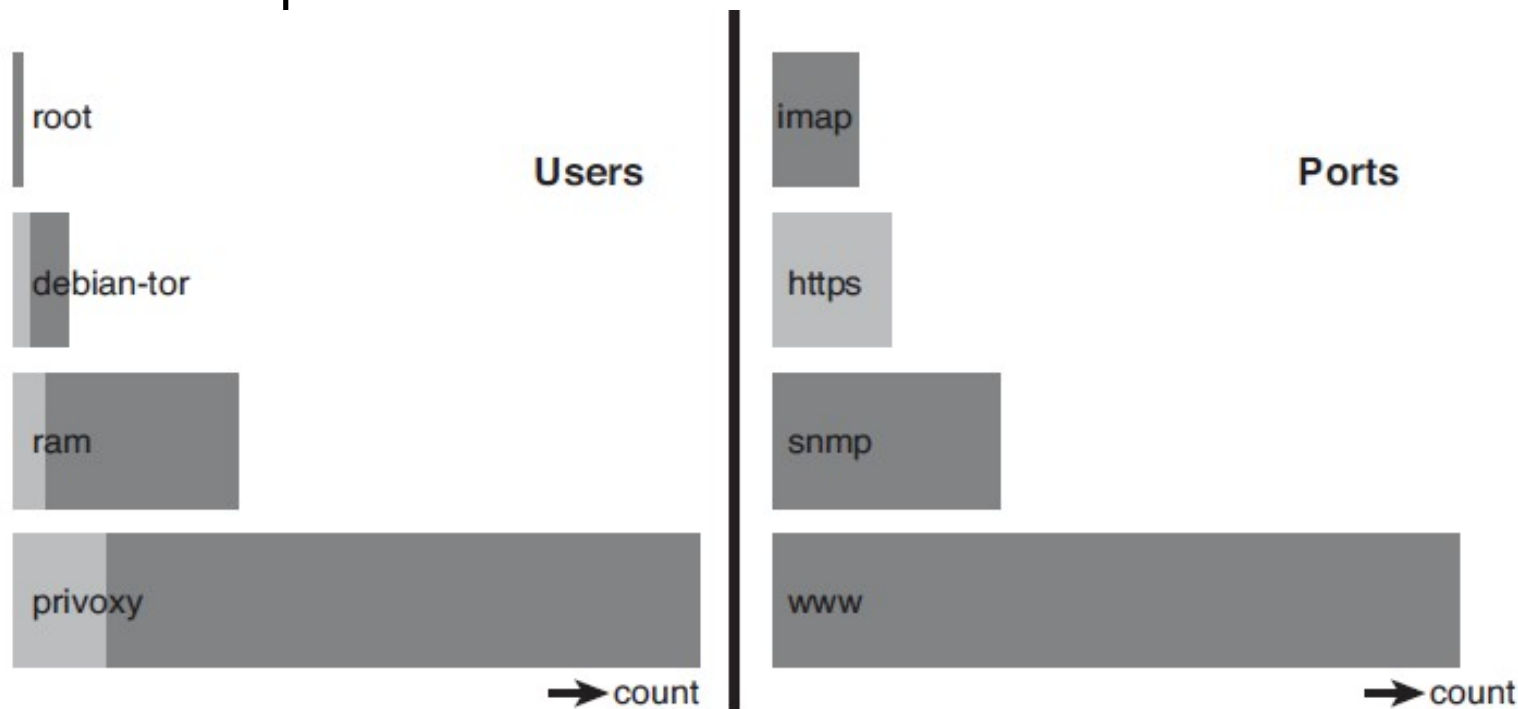 root
Users
debian-tor
ram
privoxy
count
imap
Ports
https
snmp
www
count